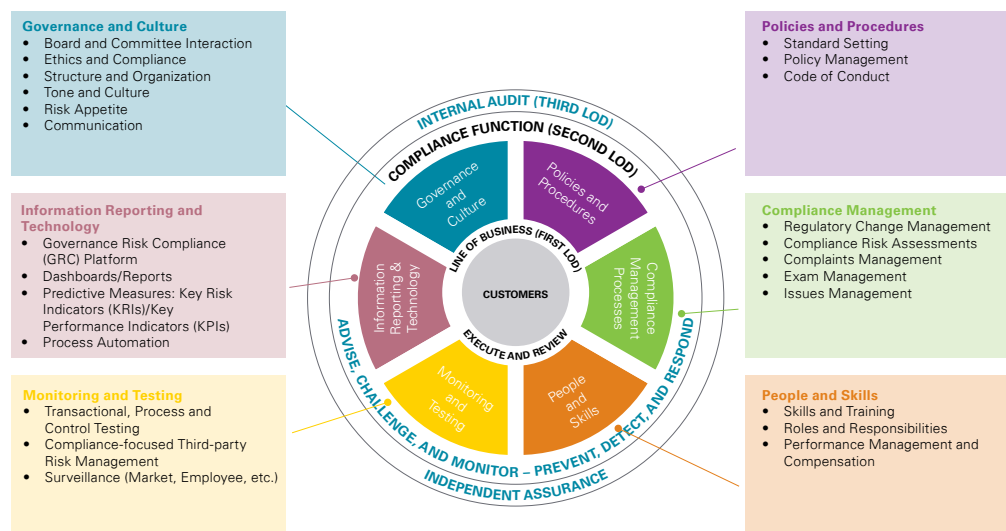 Governance and Culture
• Board and Committee Interaction
• Ethics and Compliance
• Structure and Organization
• Tone and Culture
• Risk Appetite
• Communication
Information Reporting and
Technology
• Governance Risk Compliance
(GRC) Platform
• Dashboards/Reports
• Predictive Measures: Key Risk
Indicators (KRIs)/Key
Performance Indicators (KPIs)
• Process Automation
Monitoring and Testing
• Transactional, Process and
Control Testing
• Compliance-focused Third-party
Risk Management
• Surveillance (Market, Employee, etc.)
INTERNAL AUDIT (THIRD LOD)
COMPLIANCE FUNCTION (SECOND LOD)
Governance
and
Culture
Policies and
Procedures
Information
Reporting &
Technology
LINE OF BUSINESS (FIRST LOD)
CUSTOMERS
EXECUTE AND REVIEW
Compliance
Management
Processes
Monitoring
and
Testing
People
and
Skills
ADVISE, CHALLENGE, AND MONITOR – PREVENT, DETECT, AND RESPOND
INDEPENDENT ASSURANCE
Policies and Procedures
• Standard Setting
• Policy Management
• Code of Conduct
Compliance Management
• Regulatory Change Management
• Compliance Risk Assessments
• Complaints Management
• Exam Management
• Issues Management
People and Skills
• Skills and Training
• Roles and Responsibilities
• Performance Management and
Compensation